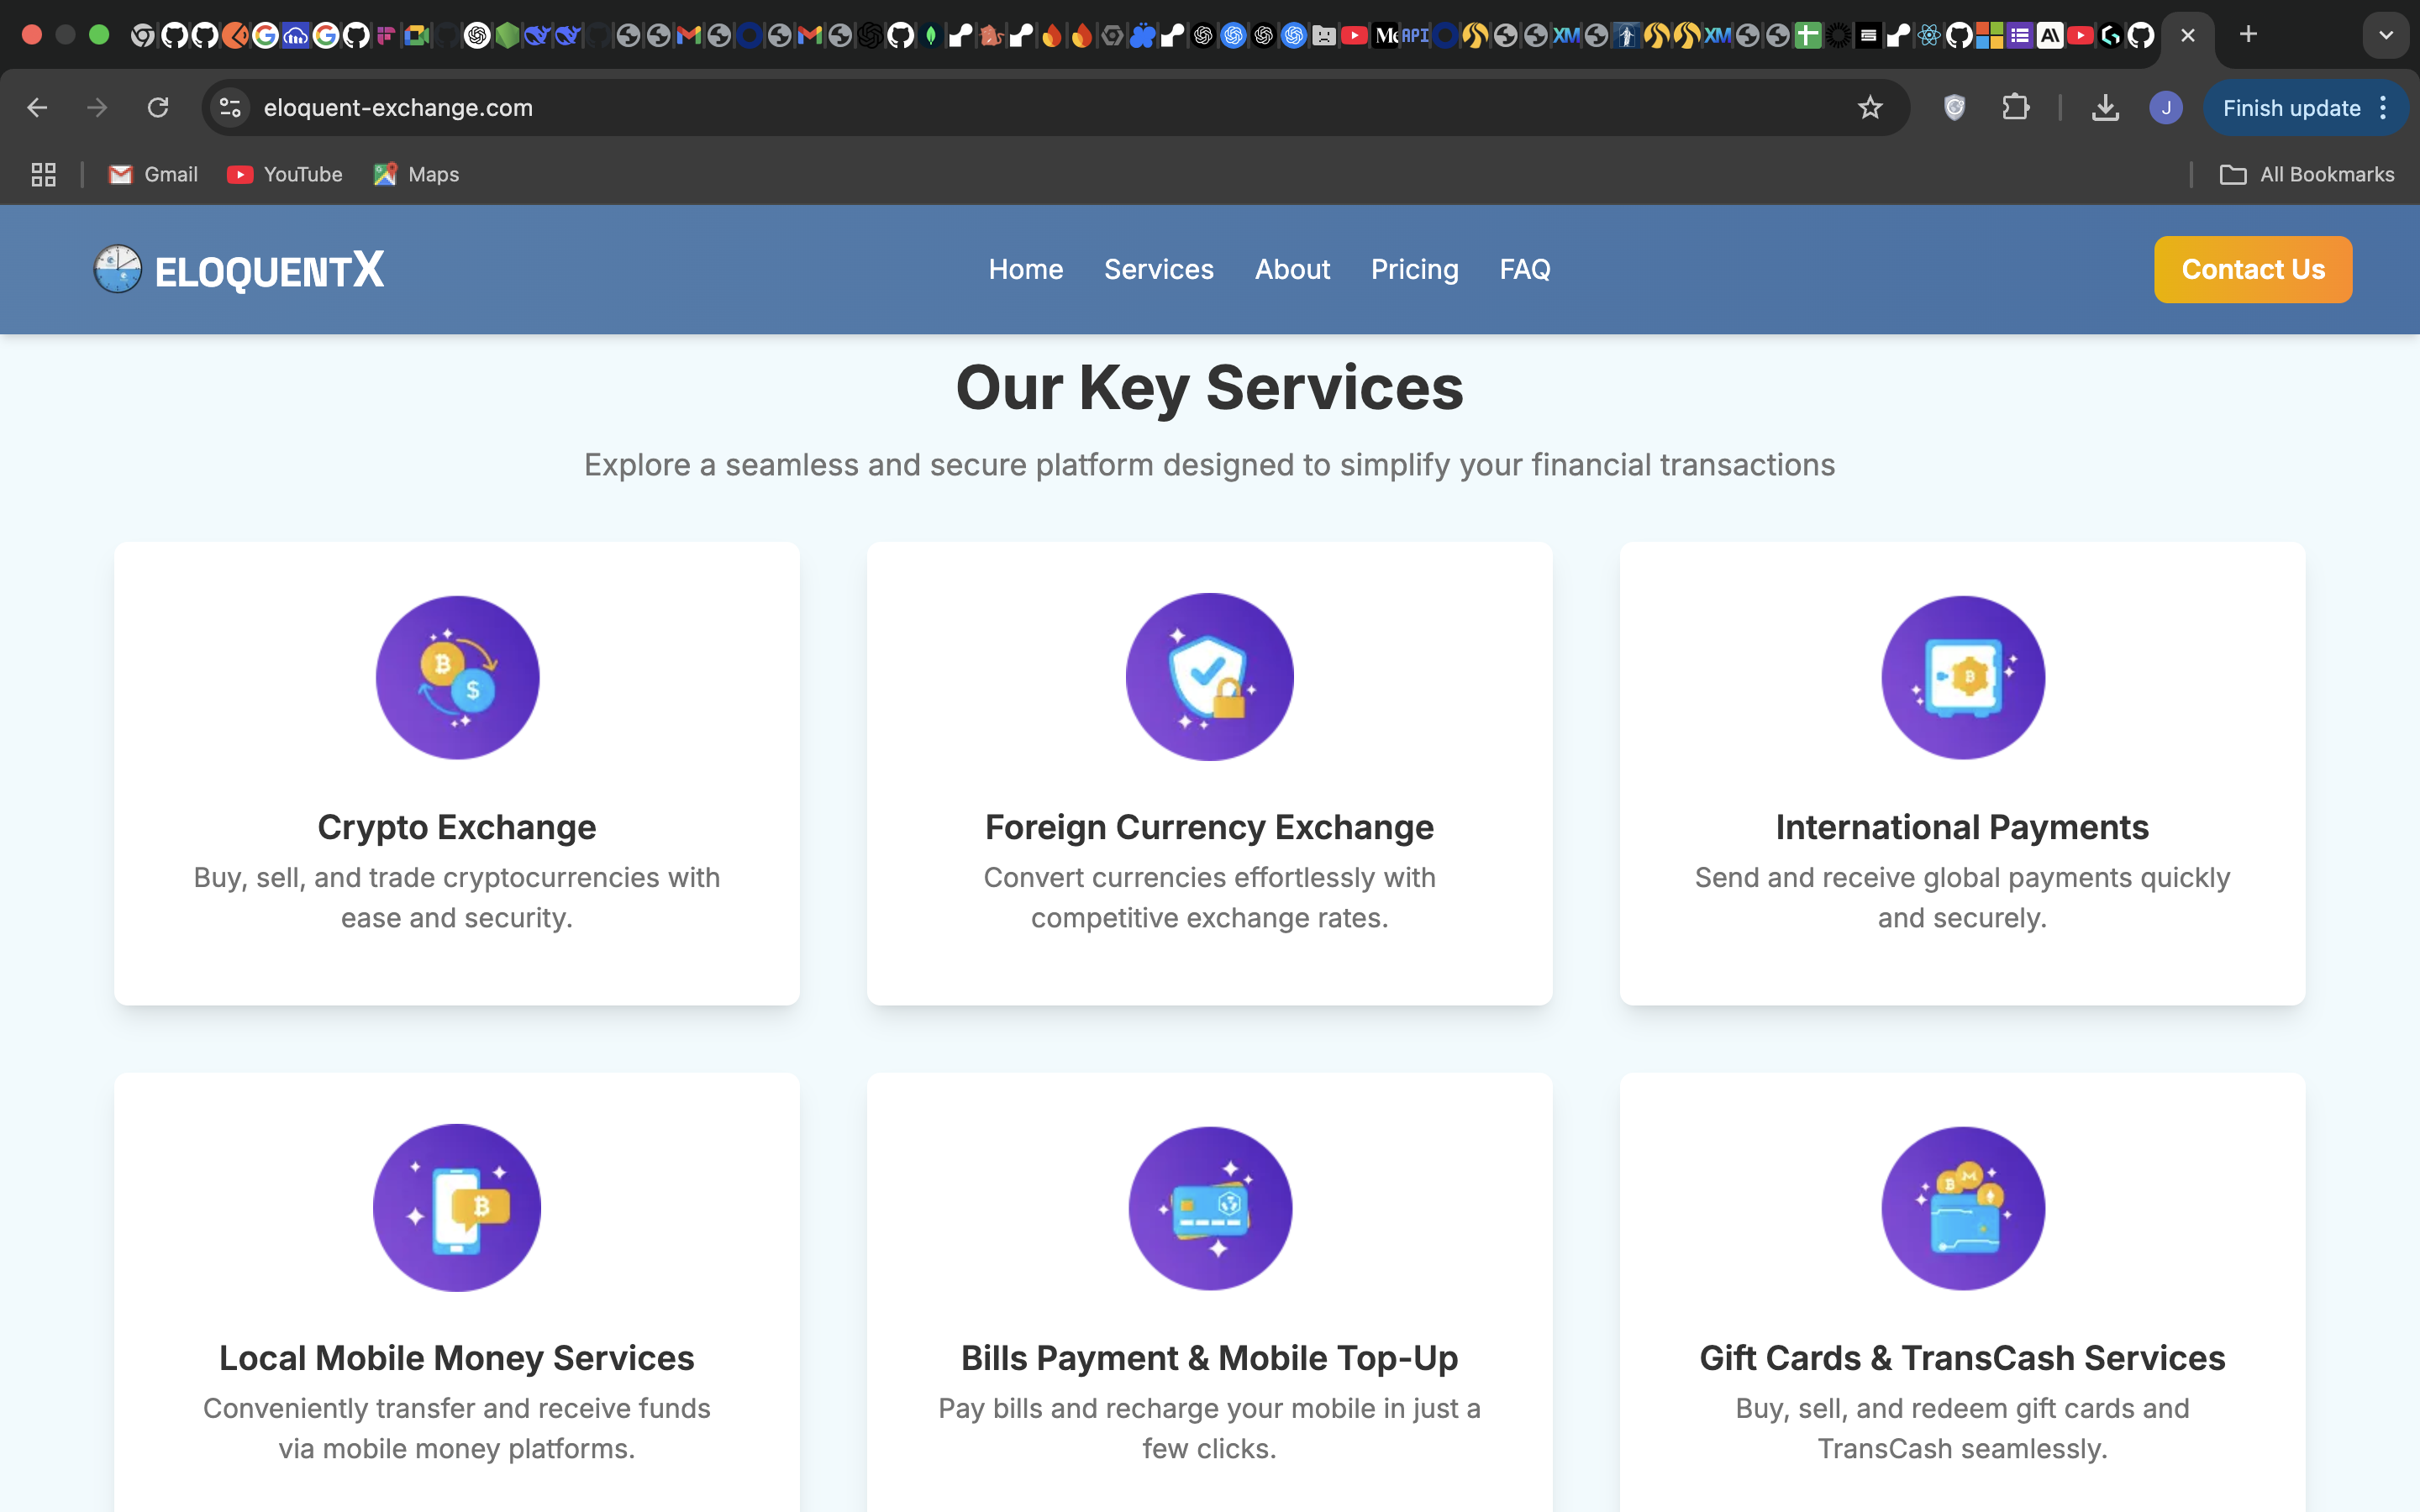 Me API XM XM AI
eloquent-exchange.com
J
Finish update
Gmail YouTube Maps All Bookmarks
ELOQUENTX
Home Services About Pricing FAQ
Contact Us
Our Key Services
Explore a seamless and secure platform designed to simplify your financial transactions
Crypto Exchange
Buy, sell, and trade cryptocurrencies with
ease and security.
Foreign Currency Exchange
Convert currencies effortlessly with
competitive exchange rates.
International Payments
Send and receive global payments quickly
and securely.
Local Mobile Money Services
Conveniently transfer and receive funds
via mobile money platforms.
Bills Payment & Mobile Top-Up
Pay bills and recharge your mobile in just a
few clicks.
Gift Cards & TransCash Services
Buy, sell, and redeem gift cards and
TransCash seamlessly.